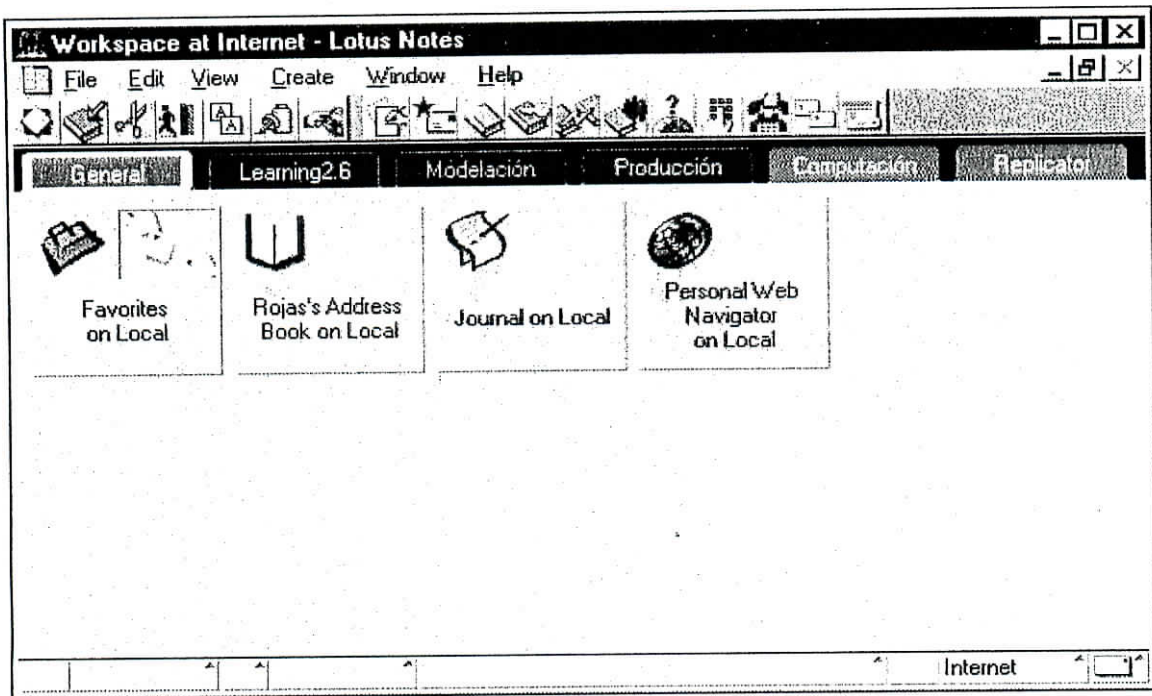 Workspace at Internet - Lotus Notes
File Edit View Create Window Help
General Learning2.6 Modelación Producción Computación Replicator
Favorites
on Local
Rojas's Address
Book on Local
Journal on Local
Personal Web
Navigator
on Local
Internet